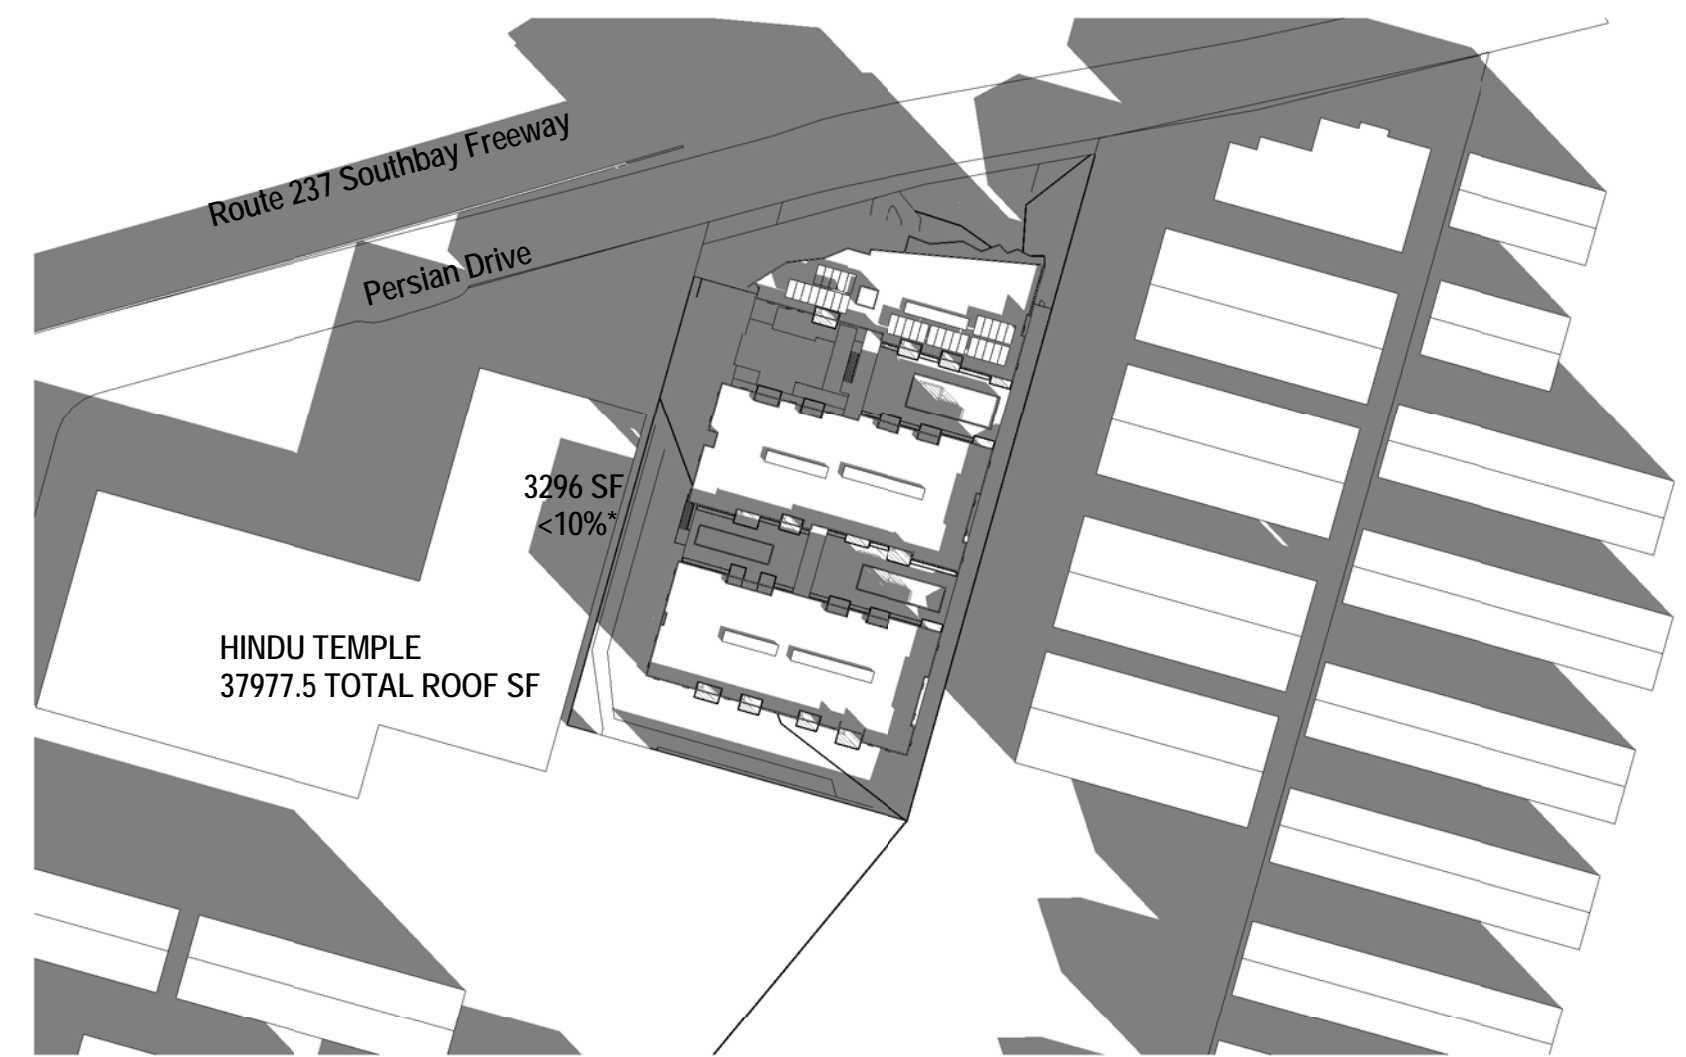 Route 237 Southbay Freeway
Persian Drive
3296 SF
<10%*
HINDU TEMPLE
37977.5 TOTAL ROOF SF